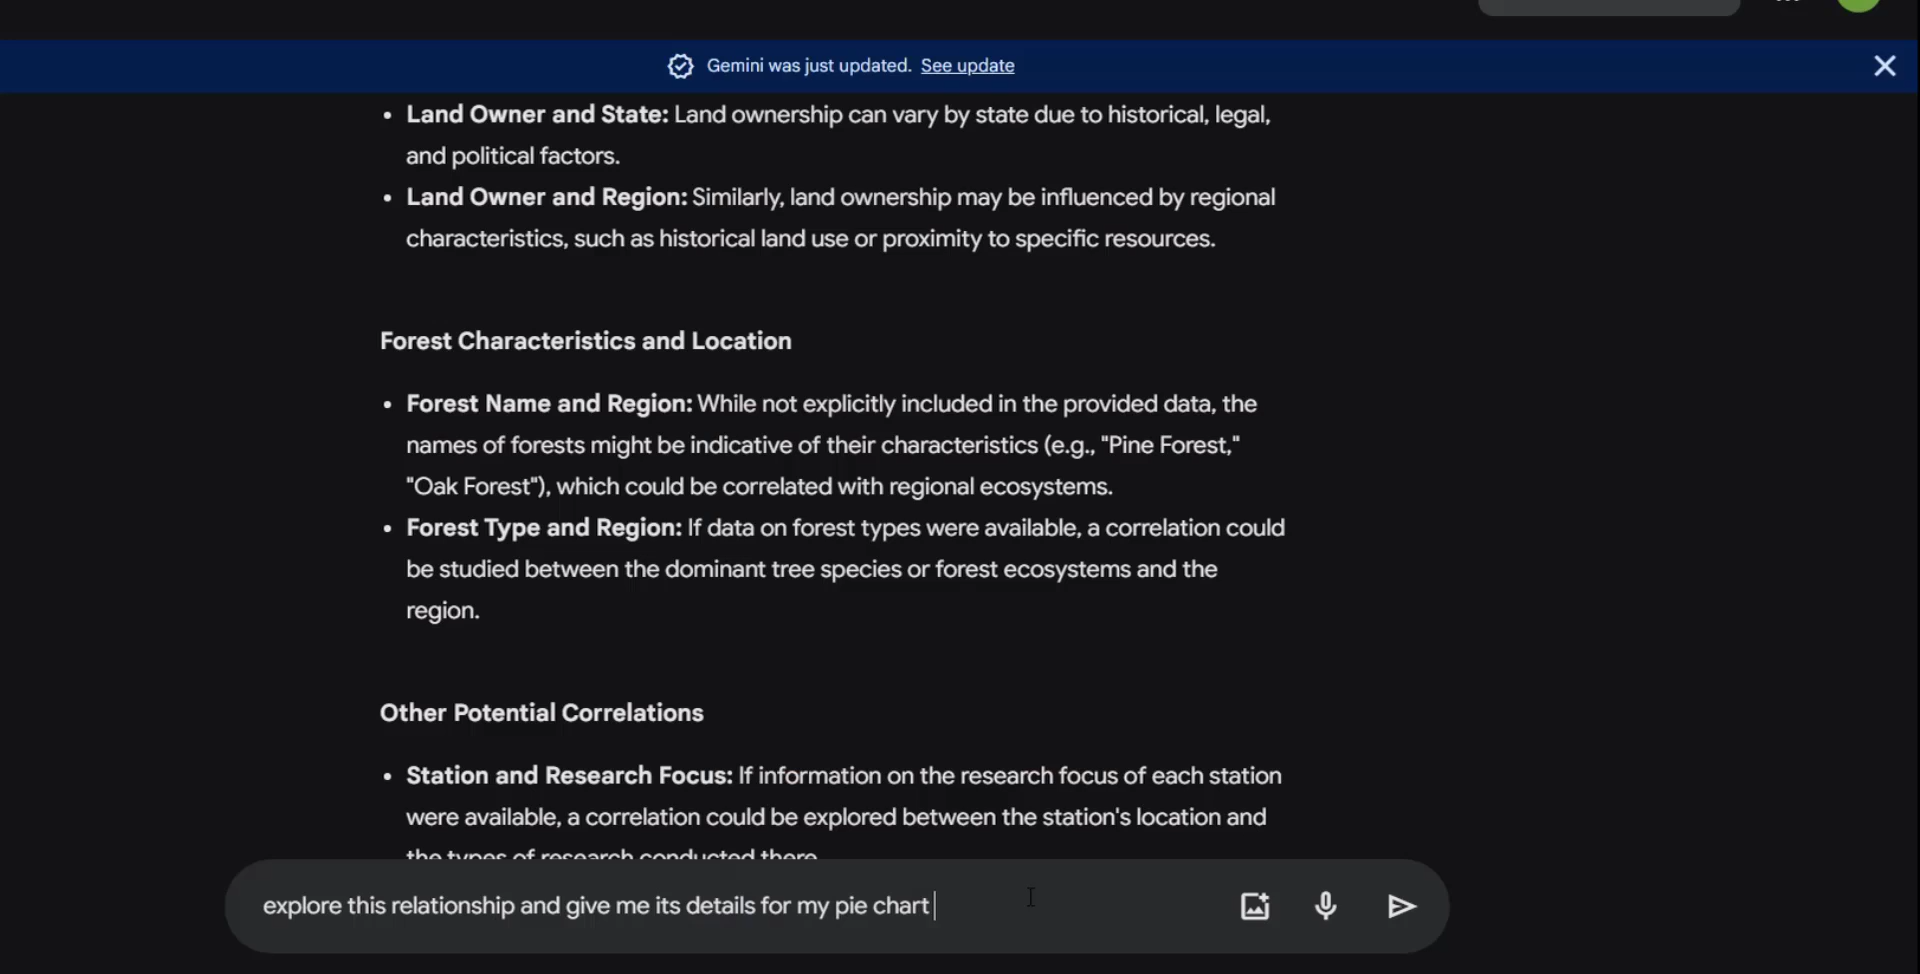 Gemini was just updated. See update
• Land Owner and State: Land ownership can vary by state due to historical, legal,
and political factors.
• Land Owner and Region: Similarly, land ownership may be influenced by regional
characteristics, such as historical land use or proximity to specific resources.
Forest Characteristics and Location
• Forest Name and Region: While not explicitly included in the provided data, the
names of forests might be indicative of their characteristics (e.g., "Pine Forest,"
"Oak Forest"), which could be correlated with regional ecosystems.
• Forest Type and Region: If data on forest types were available, a correlation could
be studied between the dominant tree species or forest ecosystems and the
region.
Other Potential Correlations
• Station and Research Focus: If information on the research focus of each station
were available, a correlation could be explored between the station's location and
the types of research conducted there.
explore this relationship and give me its details for my pie chart